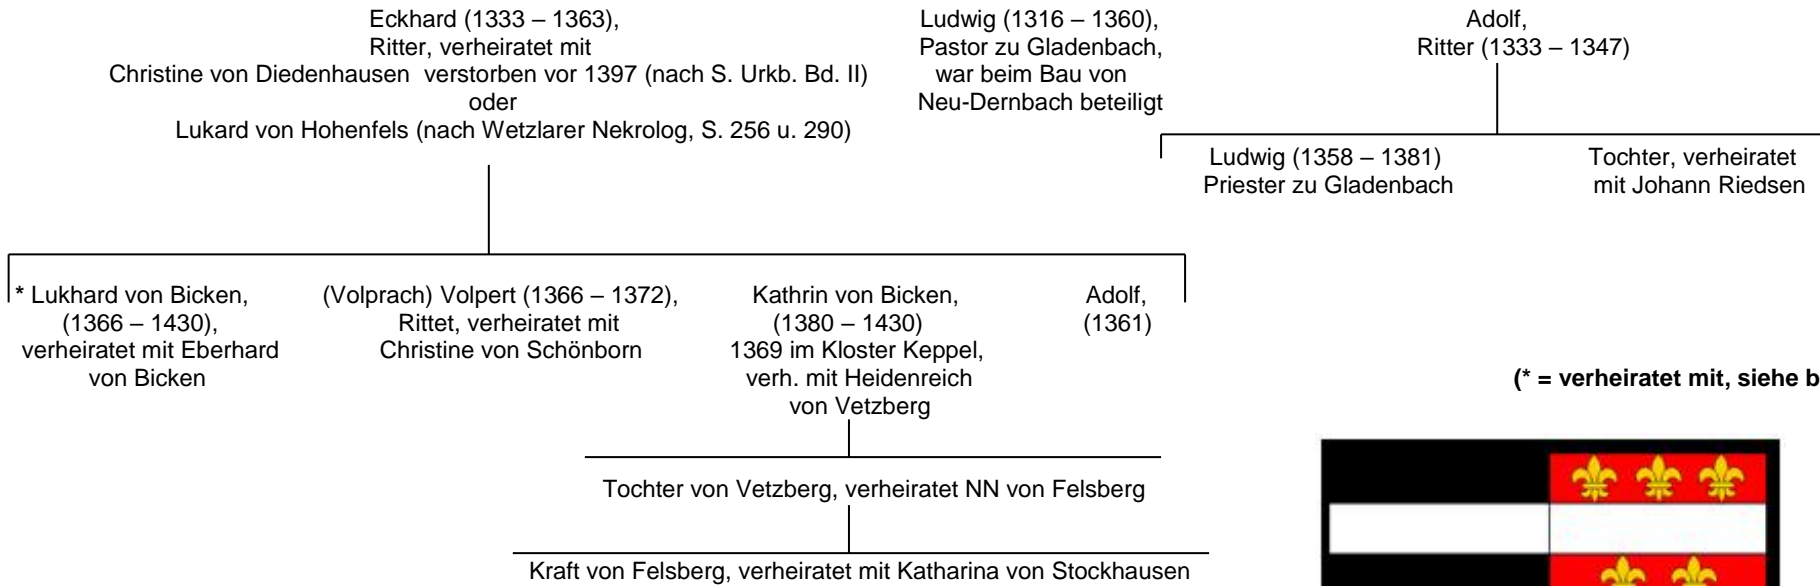 Eckhard (1333 – 1363),
Ritter, verheiratet mit
Christine von Diedenhausen verstorben vor 1397 (nach S. Urkb. Bd. II)
oder
Lukard von Hohenfels (nach Wetzlarer Nekrolog, S. 256 u. 290)
Ludwig (1316 – 1360),
Pastor zu Gladenbach,
war beim Bau von
Neu-Dernbach beteiligt
Adolf,
Ritter (1333 – 1347)
Ludwig (1358 – 1381)
Priester zu Gladenbach
Tochter, verheiratet
mit Johann Riedsen
* Lukhard von Bicken,
(1366 – 1430),
verheiratet mit Eberhard
von Bicken
(Volprach) Volpert (1366 – 1372),
Rittet, verheiratet mit
Christine von Schönborn
Kathrin von Bicken,
(1380 – 1430)
1369 im Kloster Keppel,
verh. mit Heidenreich
von Vetzberg
Adolf,
(1361)
(* = verheiratet mit, siehe b
Tochter von Vetzberg, verheiratet NN von Felsberg
Kraft von Felsberg, verheiratet mit Katharina von Stockhausen